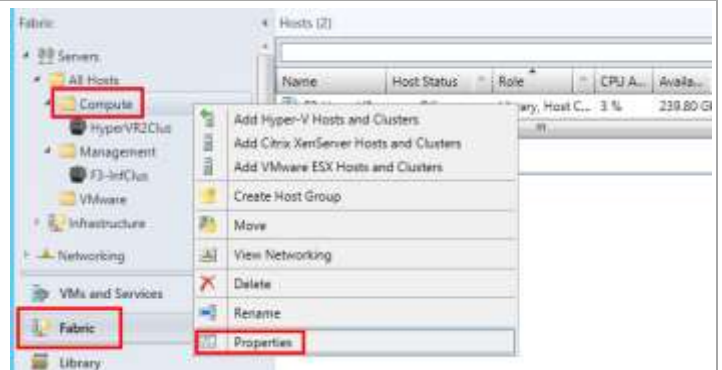 Fabric
Hosts (2)
Servers
All Hosts
Name Host Status Role CPU A... Availa...
Compute
Library, Host C... 3 % 239.80 GB
HyperVR2Clus
Add Hyper-V Hosts and Clusters
Add Citrix XenServer Hosts and Clusters
Management
F3-InfClus
Add VMware ESX Hosts and Clusters
VMware
Create Host Group
Infrastructure
Move
Networking
View Networking
VMs and Services
Delete
Rename
Fabric
Properties
Library